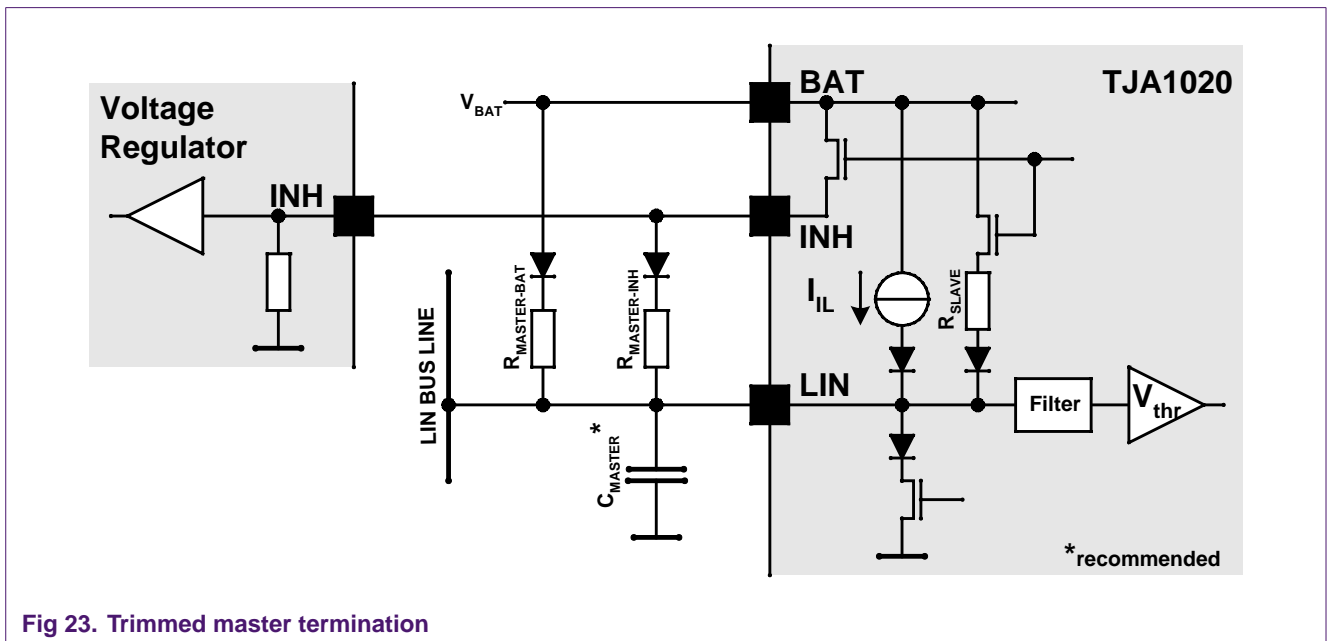 Voltage
Regulator
INH
V_BAT
BAT
TJA1020
INH
I_IL
R_SLAVE
R_MASTER-BAT
R_MASTER-INH
LIN BUS LINE
LIN
Filter
V_thr
C_MASTER*
*recommended
Fig 23. Trimmed master termination